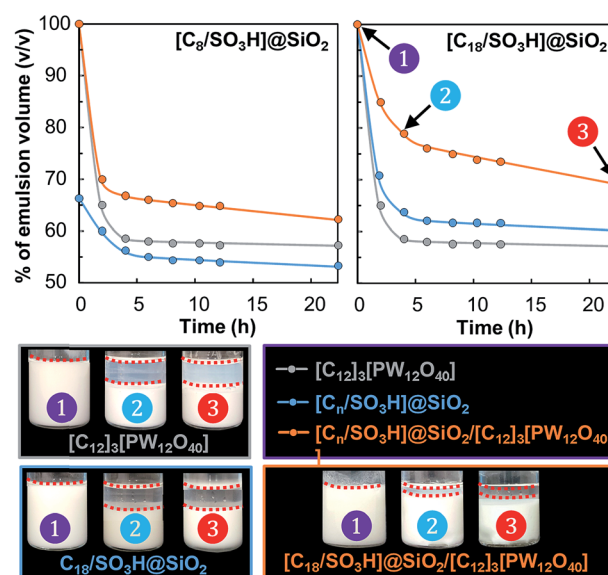 [C8/SO3H]@SiO2
[C18/SO3H]@SiO2
% of emulsion volume (v/v)
100
90
80
70
60
50
0
5
10
15
20
Time (h)
0
5
10
15
20
Time (h)
1
2
3
1
2
3
[C12]3[PW12O40]
[C12]3[PW12O40]
[Cn/SO3H]@SiO2
[Cn/SO3H]@SiO2/[C12]3[PW12O40
]
1
2
3
C18/SO3H@SiO2
1
2
3
[C18/SO3H]@SiO2/[C12]3[PW12O40]